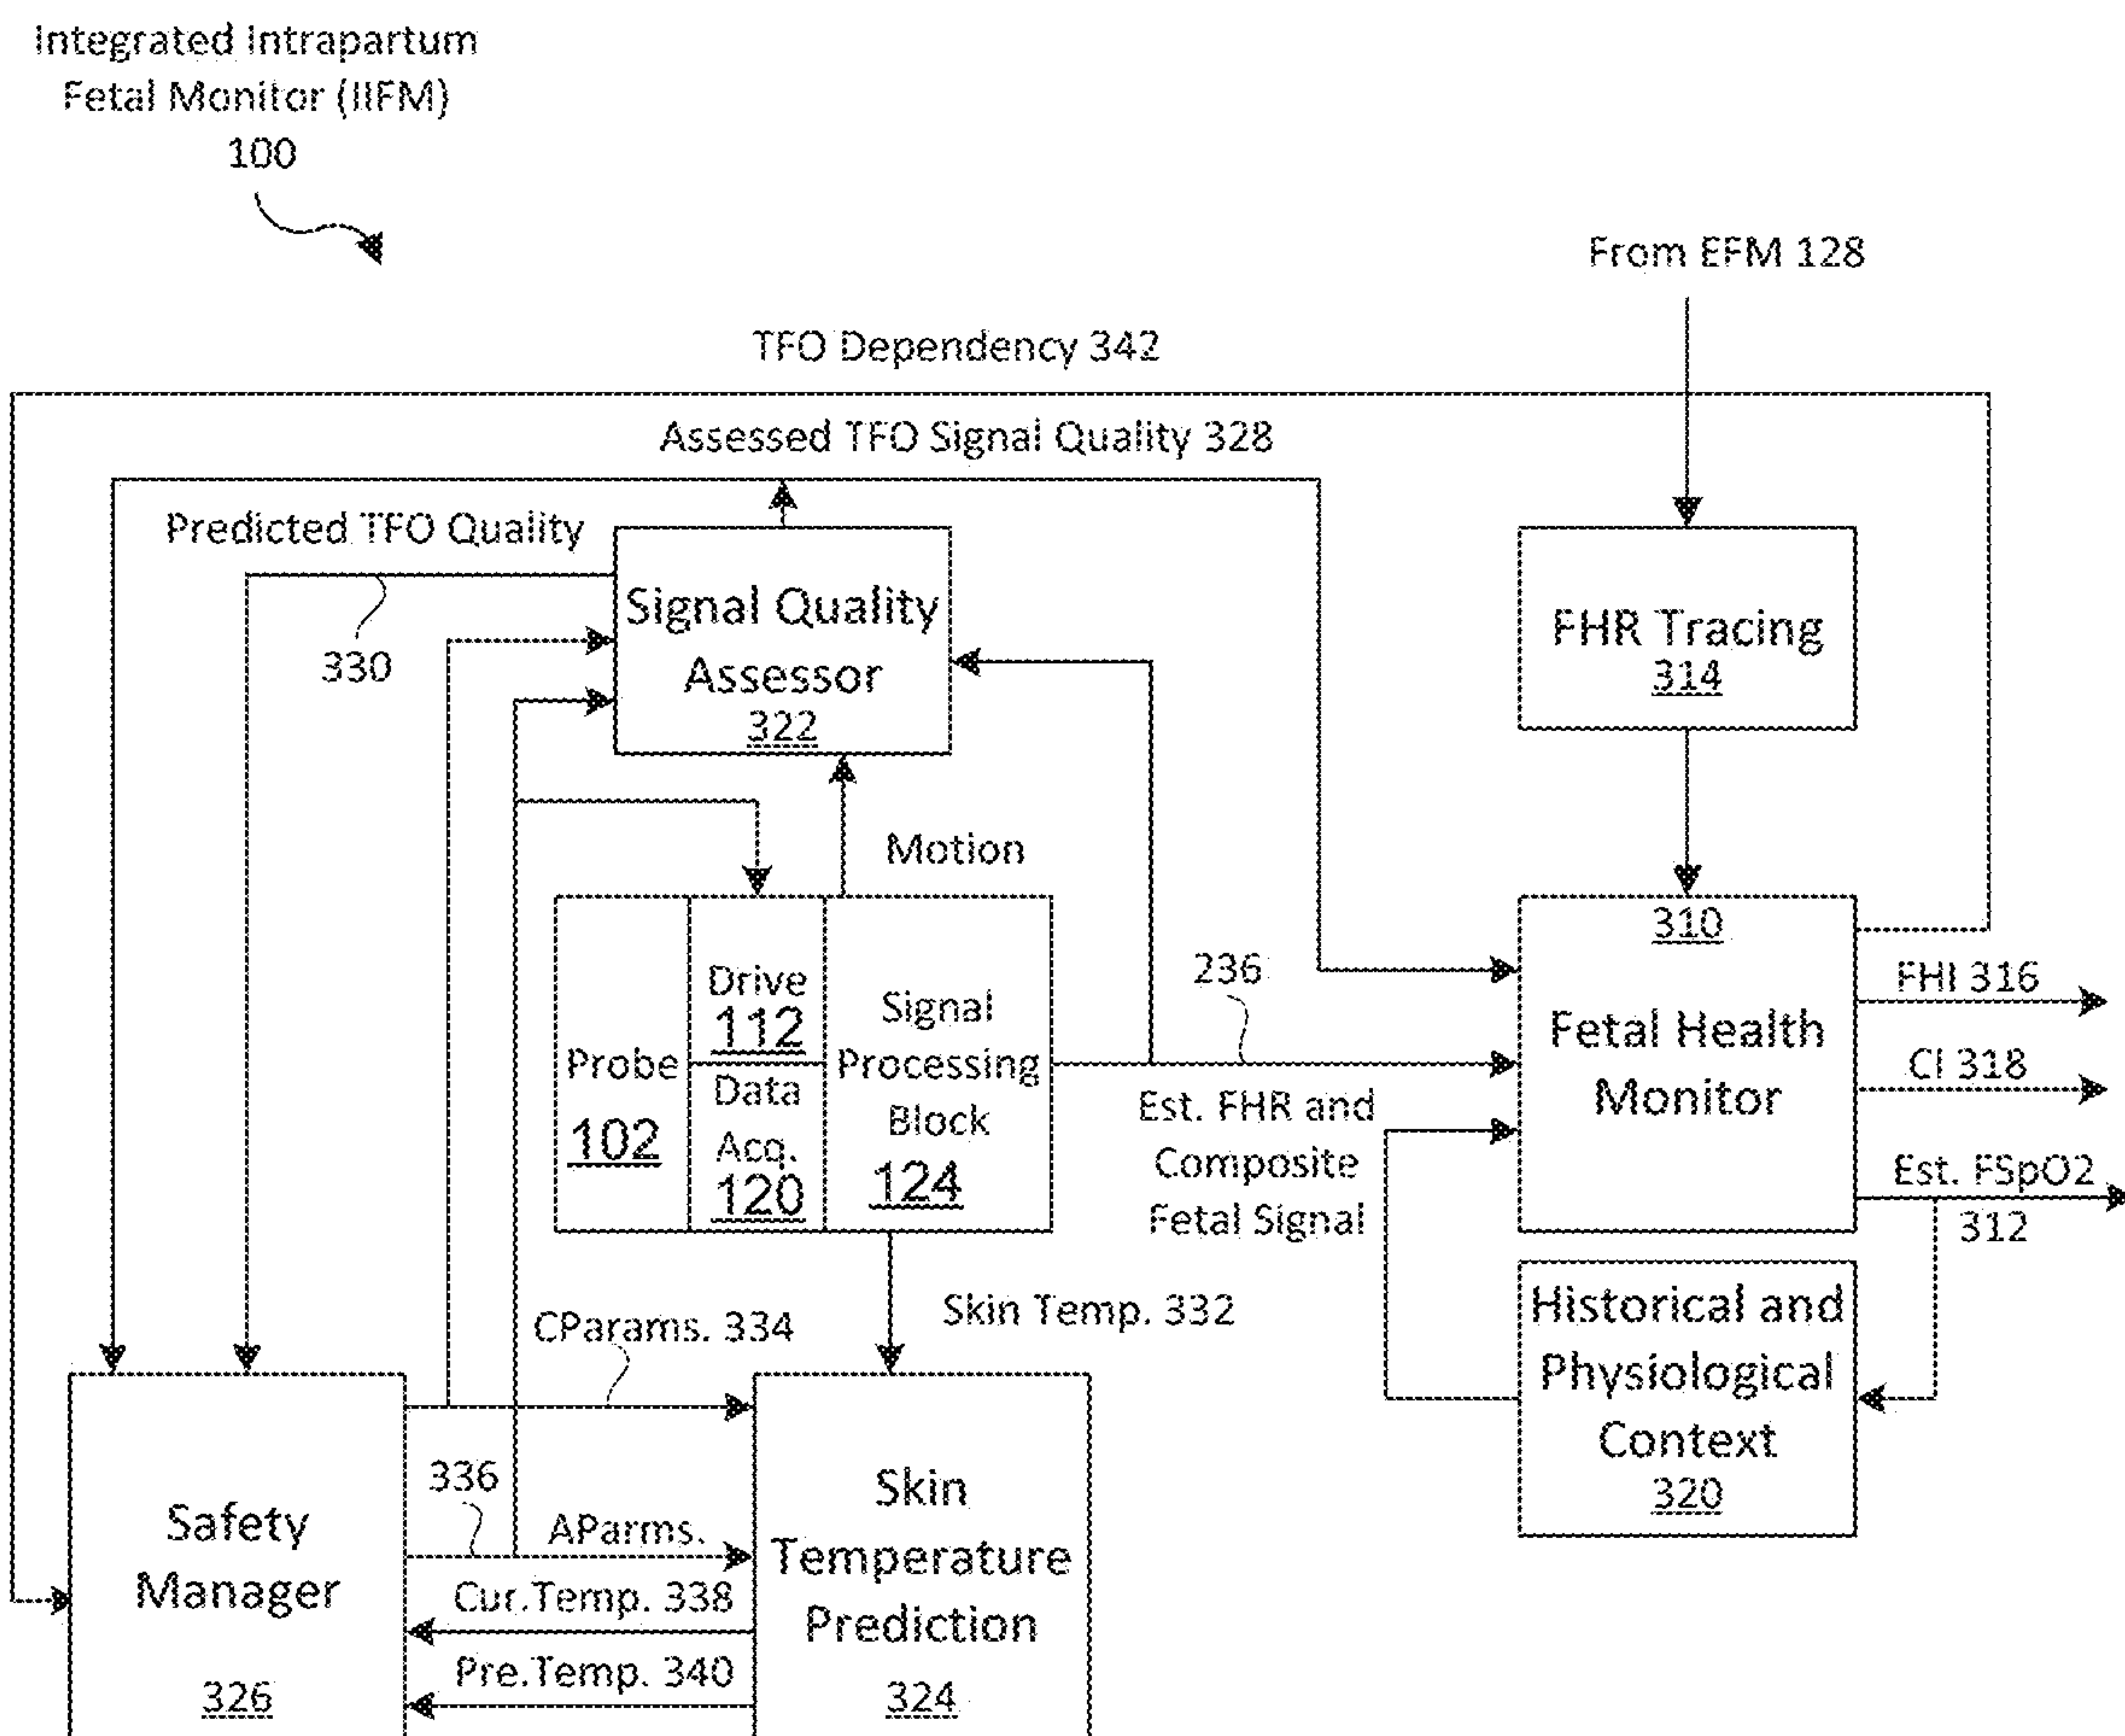 Integrated Intrapartum
Fetal Monitor (IIFM)
100
From EFM 128
TFO Dependency 342
Assessed TFO Signal Quality 328
Predicted TFO Quality
330
Signal Quality
Assessor
322
FHR Tracing
314
Motion
Probe
102
Drive
112
Data
Acq.
120
Signal
Processing
Block
124
236
Est. FHR and
Composite
Fetal Signal
310
Fetal Health
Monitor
FHI 316
CI 318
Est. FSpO2
312
Historical and
Physiological
Context
320
Skin Temp. 332
CParams. 334
336
AParms.
Cur.Temp. 338
Pre.Temp. 340
Safety
Manager
326
Skin
Temperature
Prediction
324